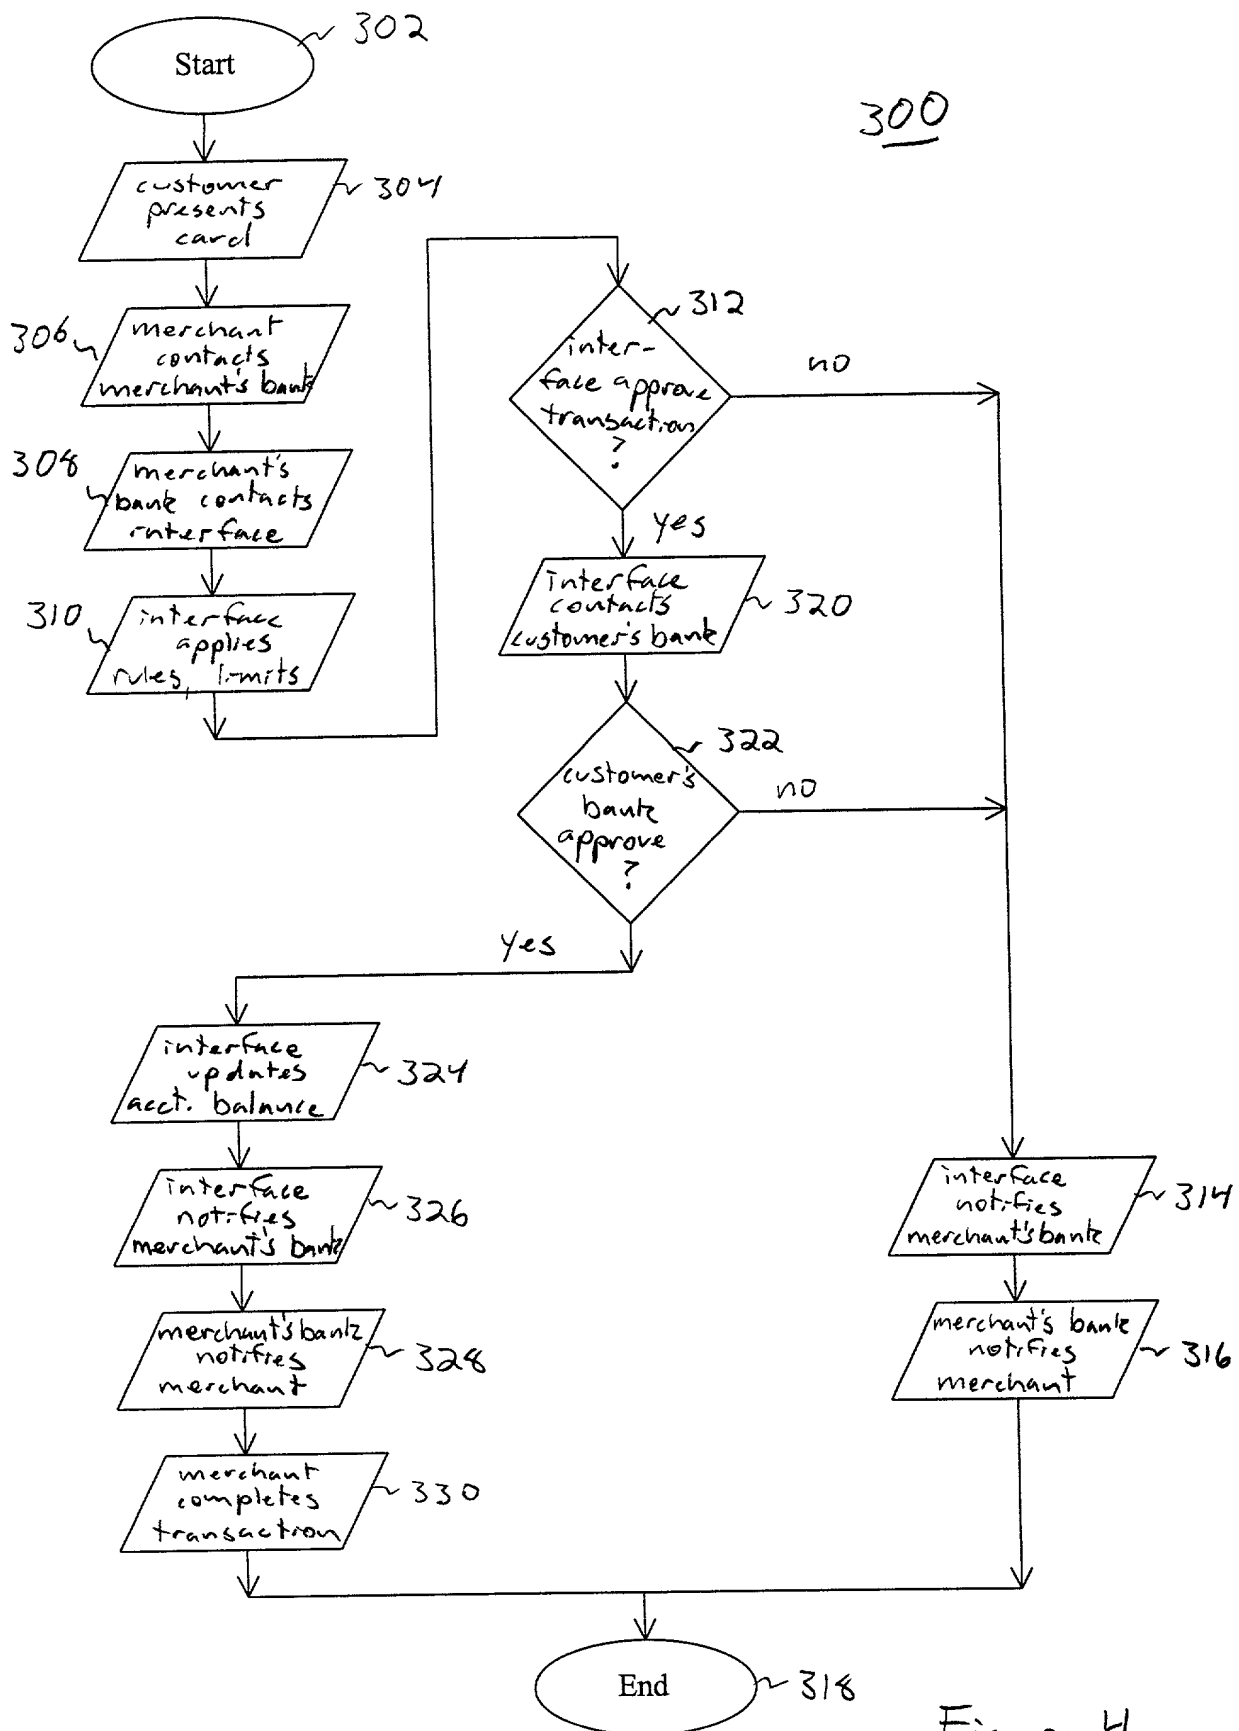 302
Start
300
304
customer
presents
card
306
merchant
contacts
merchant's bank
308
merchant's
bank contacts
interface
310
interface
applies
rules, limits
312
inter-
face approve
transaction
?
no
yes
interface
contacts
customer's bank
320
322
customer's
bank
approve
?
no
yes
interface
updates
acct. balance
324
interface
notifies
merchant's bank
326
merchant's bank
notifies
merchant
328
merchant
completes
transaction
330
interface
notifies
merchant's bank
314
merchant's bank
notifies
merchant
316
End
318
Figure 4